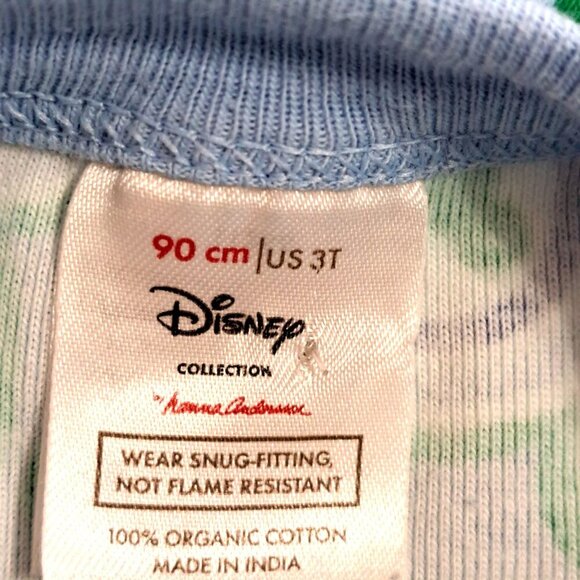 90 cm | US 3T
Disney
COLLECTION
by Hanna Andersson
WEAR SNUG-FITTING,
NOT FLAME RESISTANT
100% ORGANIC COTTON
MADE IN INDIA